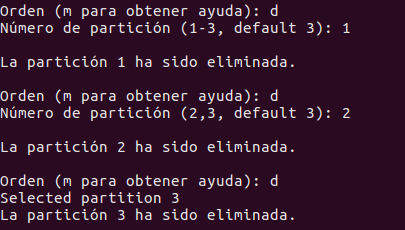 Orden (m para obtener ayuda): d
Número de partición (1-3, default 3): 1
La partición 1 ha sido eliminada.
Orden (m para obtener ayuda): d
Número de partición (2,3, default 3): 2
La partición 2 ha sido eliminada.
Orden (m para obtener ayuda): d
Selected partition 3
La partición 3 ha sido eliminada.